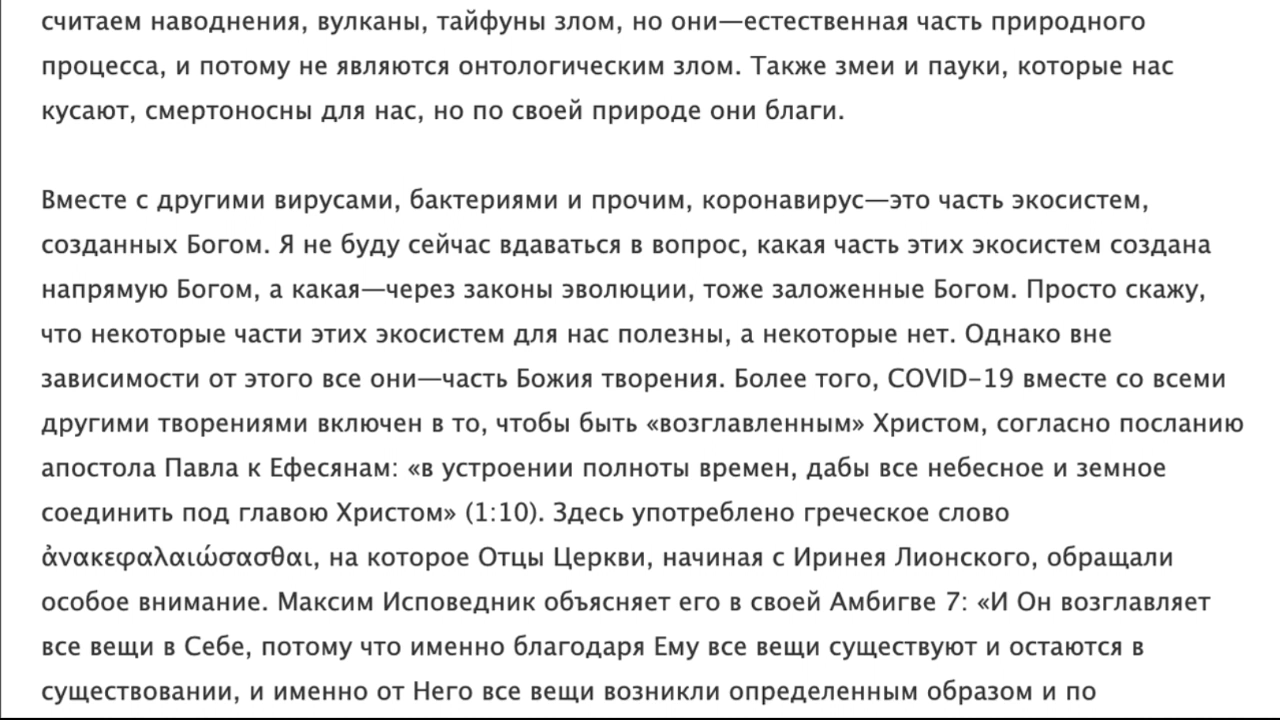 считаем наводнения, вулканы, тайфуны злом, но они—естественная часть природного
процесса, и потому не являются онтологическим злом. Также змеи и пауки, которые нас
кусают, смертоносны для нас, но по своей природе они благи.
Вместе с другими вирусами, бактериями и прочим, коронавирус—это часть экосистем,
созданных Богом. Я не буду сейчас вдаваться в вопрос, какая часть этих экосистем создана
напрямую Богом, а какая—через законы эволюции, тоже заложенные Богом. Просто скажу,
что некоторые части этих экосистем для нас полезны, а некоторые нет. Однако вне
зависимости от этого все они—часть Божия творения. Более того, COVID–19 вместе со всеми
другими творениями включен в то, чтобы быть «возглавленным» Христом, согласно посланию
апостола Павла к Ефесянам: «в устроении полноты времен, дабы все небесное и земное
соединить под главою Христом» (1:10). Здесь употреблено греческое слово
ἀνακεφαλαιώσασθαι, на которое Отцы Церкви, начиная с Иринея Лионского, обращали
особое внимание. Максим Исповедник объясняет его в своей Амбигве 7: «И Он возглавляет
все вещи в Себе, потому что именно благодаря Ему все вещи существуют и остаются в
существовании, и именно от Него все вещи возникли определенным образом и по